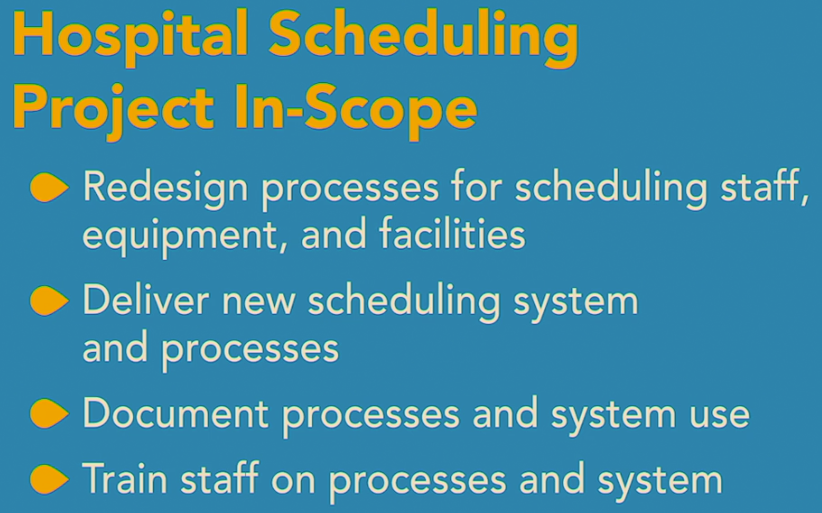 Hospital Scheduling
Project In-Scope
Redesign processes for scheduling staff,
equipment, and facilities
Deliver new scheduling system
and processes
Document processes and system use
Train staff on processes and system